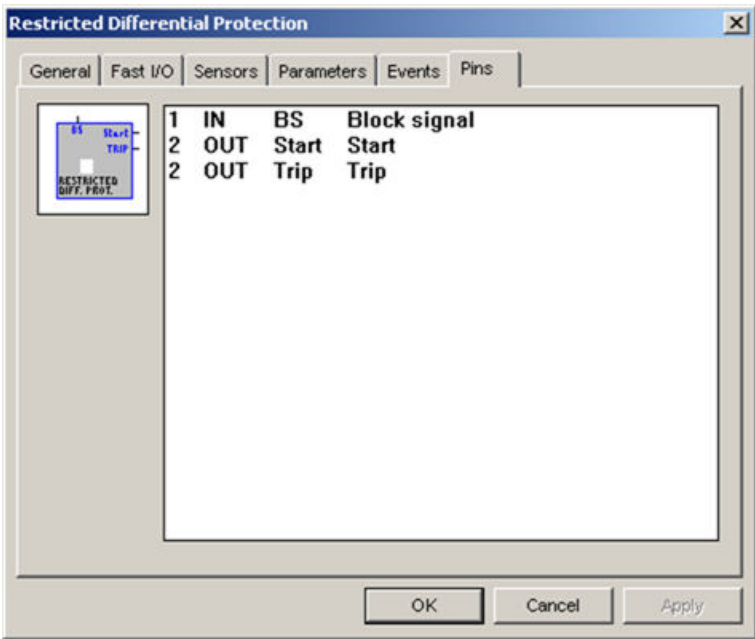 Restricted Differential Protection
General Fast I/O Sensors Parameters Events Pins
BS
Start
TRIP
RESTRICTED
DIFF. PROT.
1 IN BS Block signal
2 OUT Start Start
2 OUT Trip Trip
OK Cancel Apply